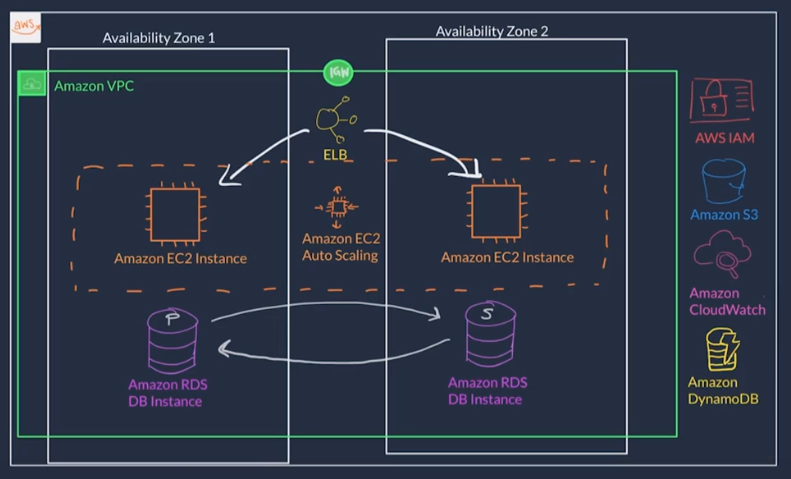 aws
Availability Zone 1
Availability Zone 2
IGW
Amazon VPC
ELB
AWS IAM
Amazon S3
Amazon EC2 Instance
Amazon EC2
Auto Scaling
Amazon EC2 Instance
Amazon
CloudWatch
P
S
Amazon RDS
DB Instance
Amazon RDS
DB Instance
Amazon
DynamoDB